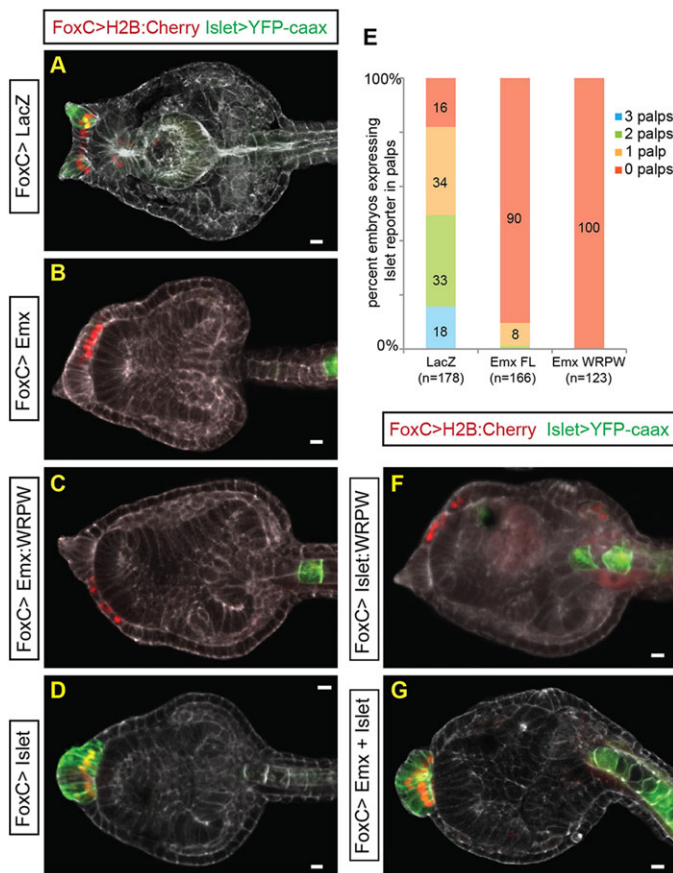 FoxC>H2B:Cherry Islet>YFP-caax
A
FoxC> LacZ
B
FoxC> Emx
C
FoxC> Emx:WRPW
D
FoxC> Islet
E
percent embryos expressing
Islet reporter in palps
100%
0%
16
34
33
18
90
8
100
LacZ
(n=178)
Emx FL
(n=166)
Emx WRPW
(n=123)
3 palps
2 palps
1 palp
0 palps
FoxC>H2B:Cherry Islet>YFP-caax
F
FoxC> Islet:WRPW
G
FoxC> Emx + Islet